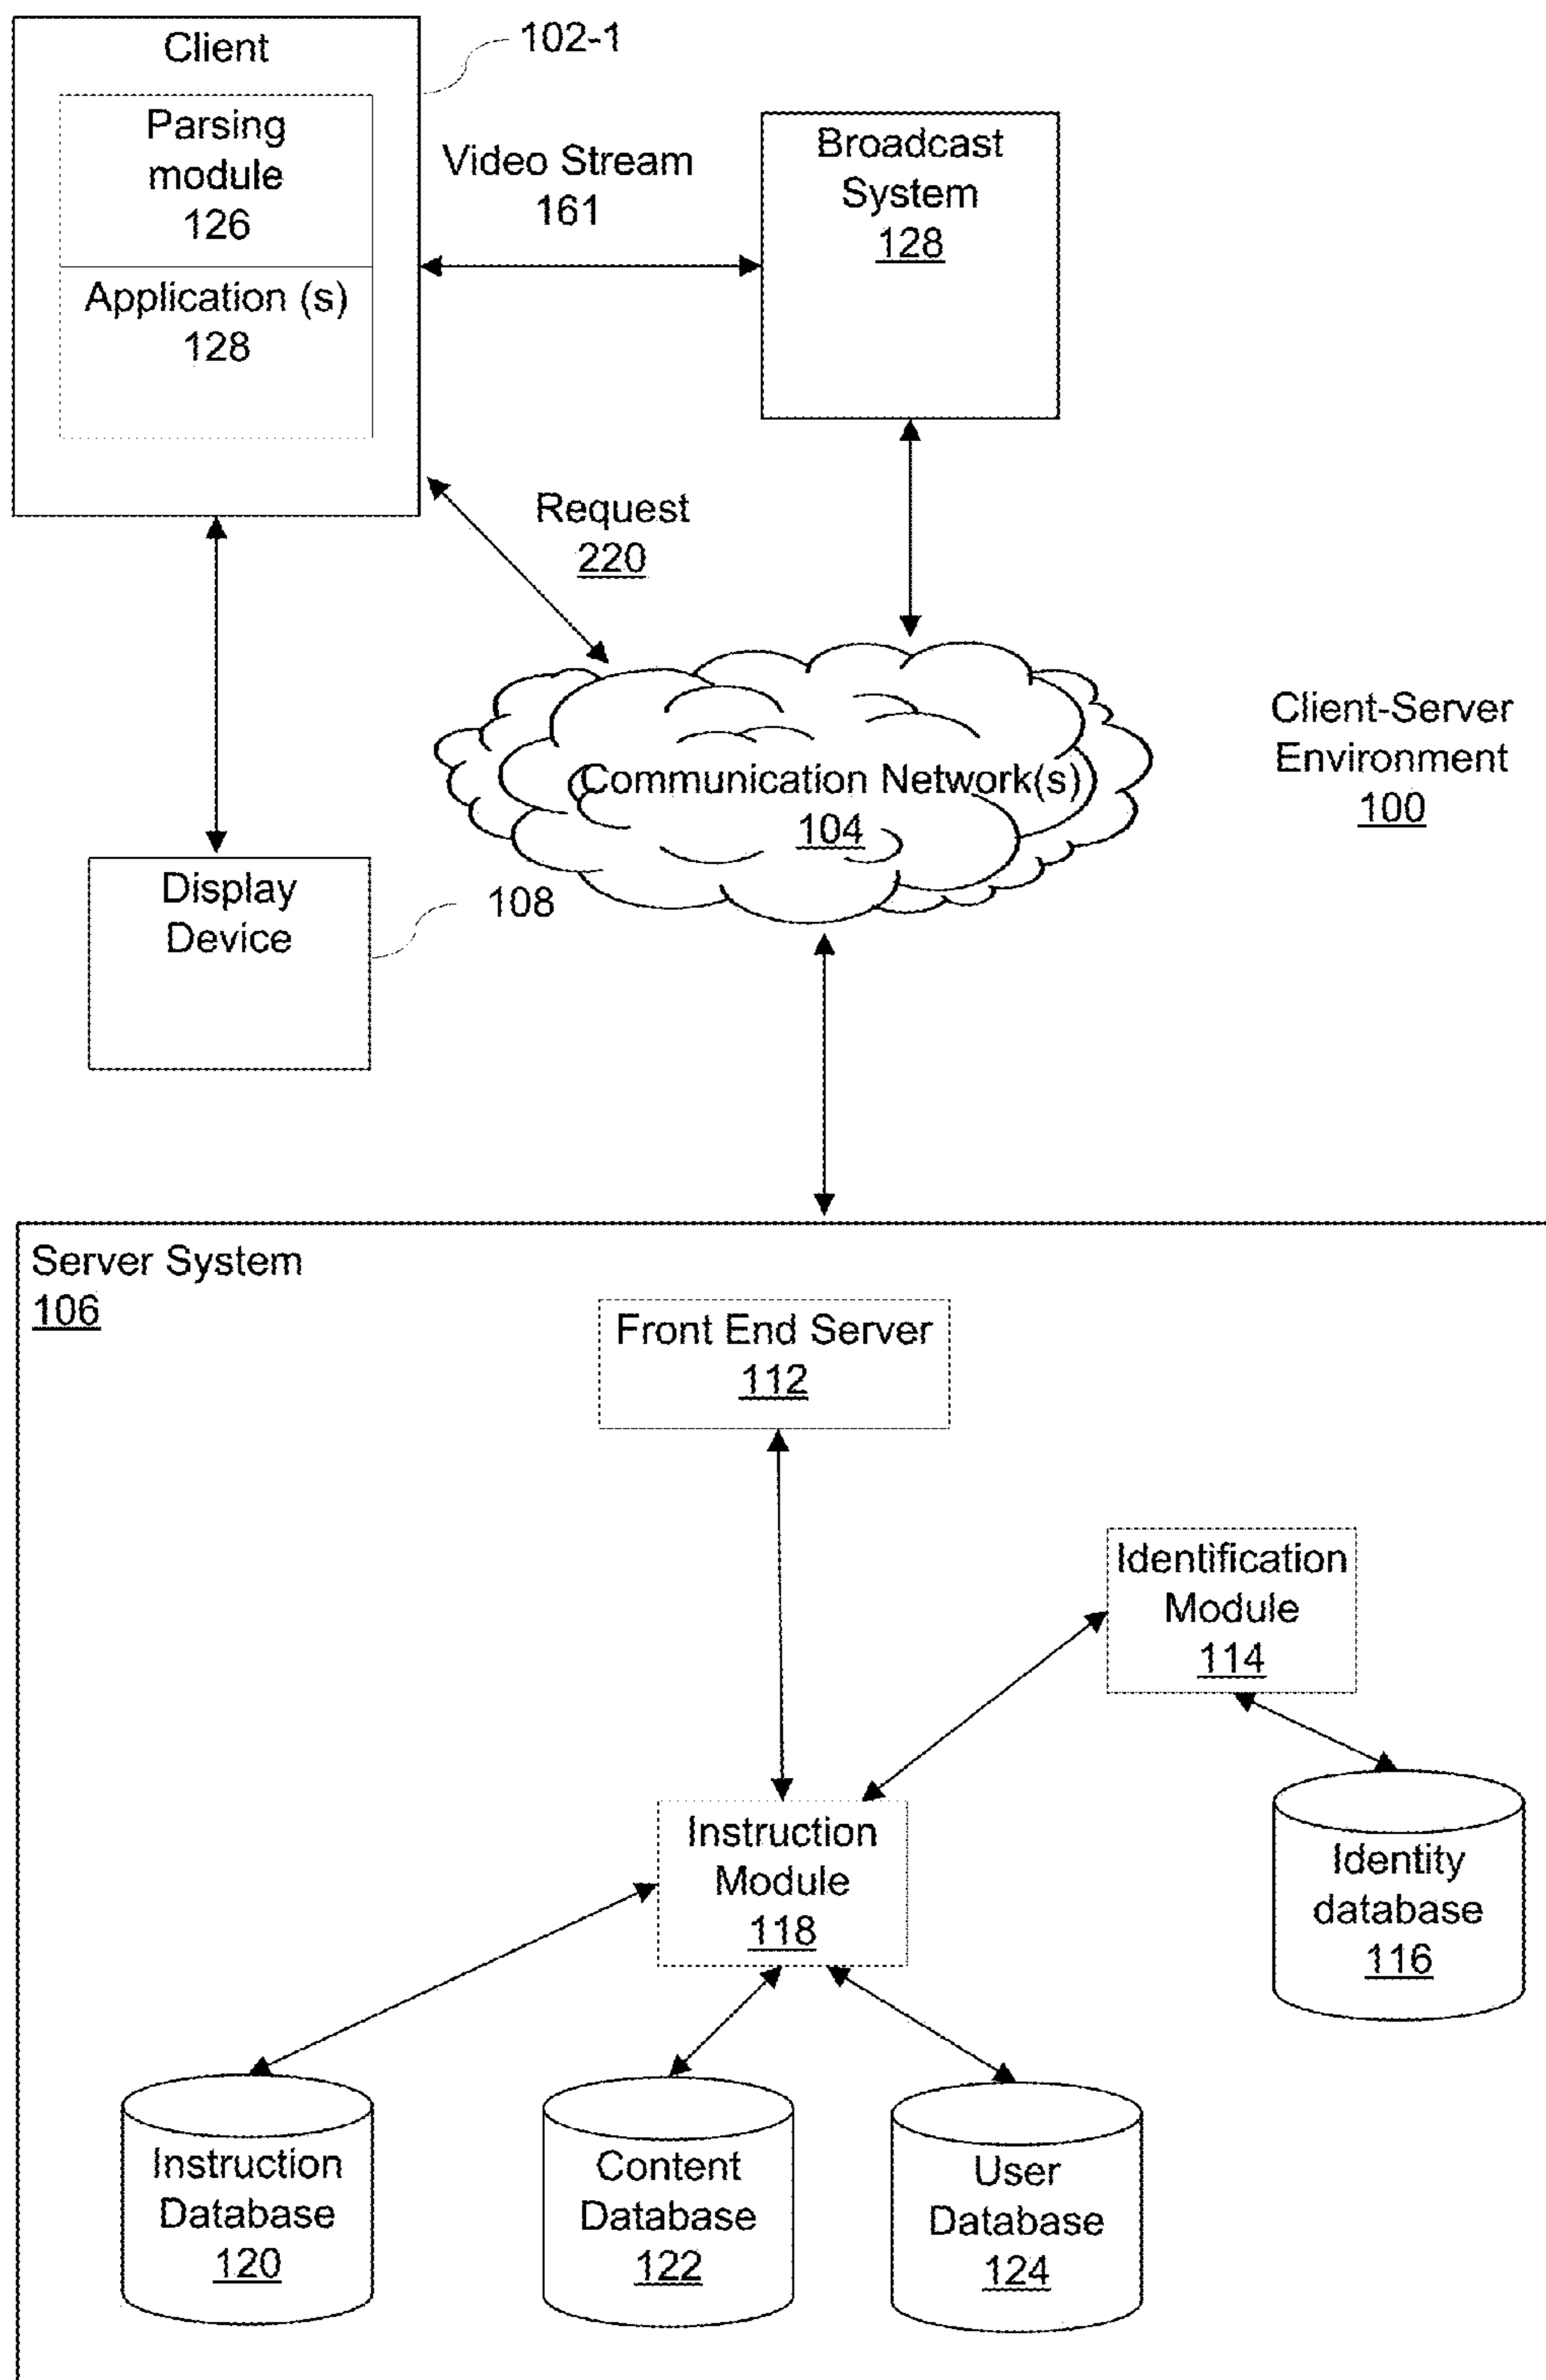 Client
102-1
Parsing
module
126
Application (s)
128
Video Stream
161
Broadcast
System
128
Request
220
Communication Network(s)
104
Client-Server
Environment
100
Display
Device
108
Server System
106
Front End Server
112
Identification
Module
114
Identity
database
116
Instruction
Module
118
Instruction
Database
120
Content
Database
122
User
Database
124